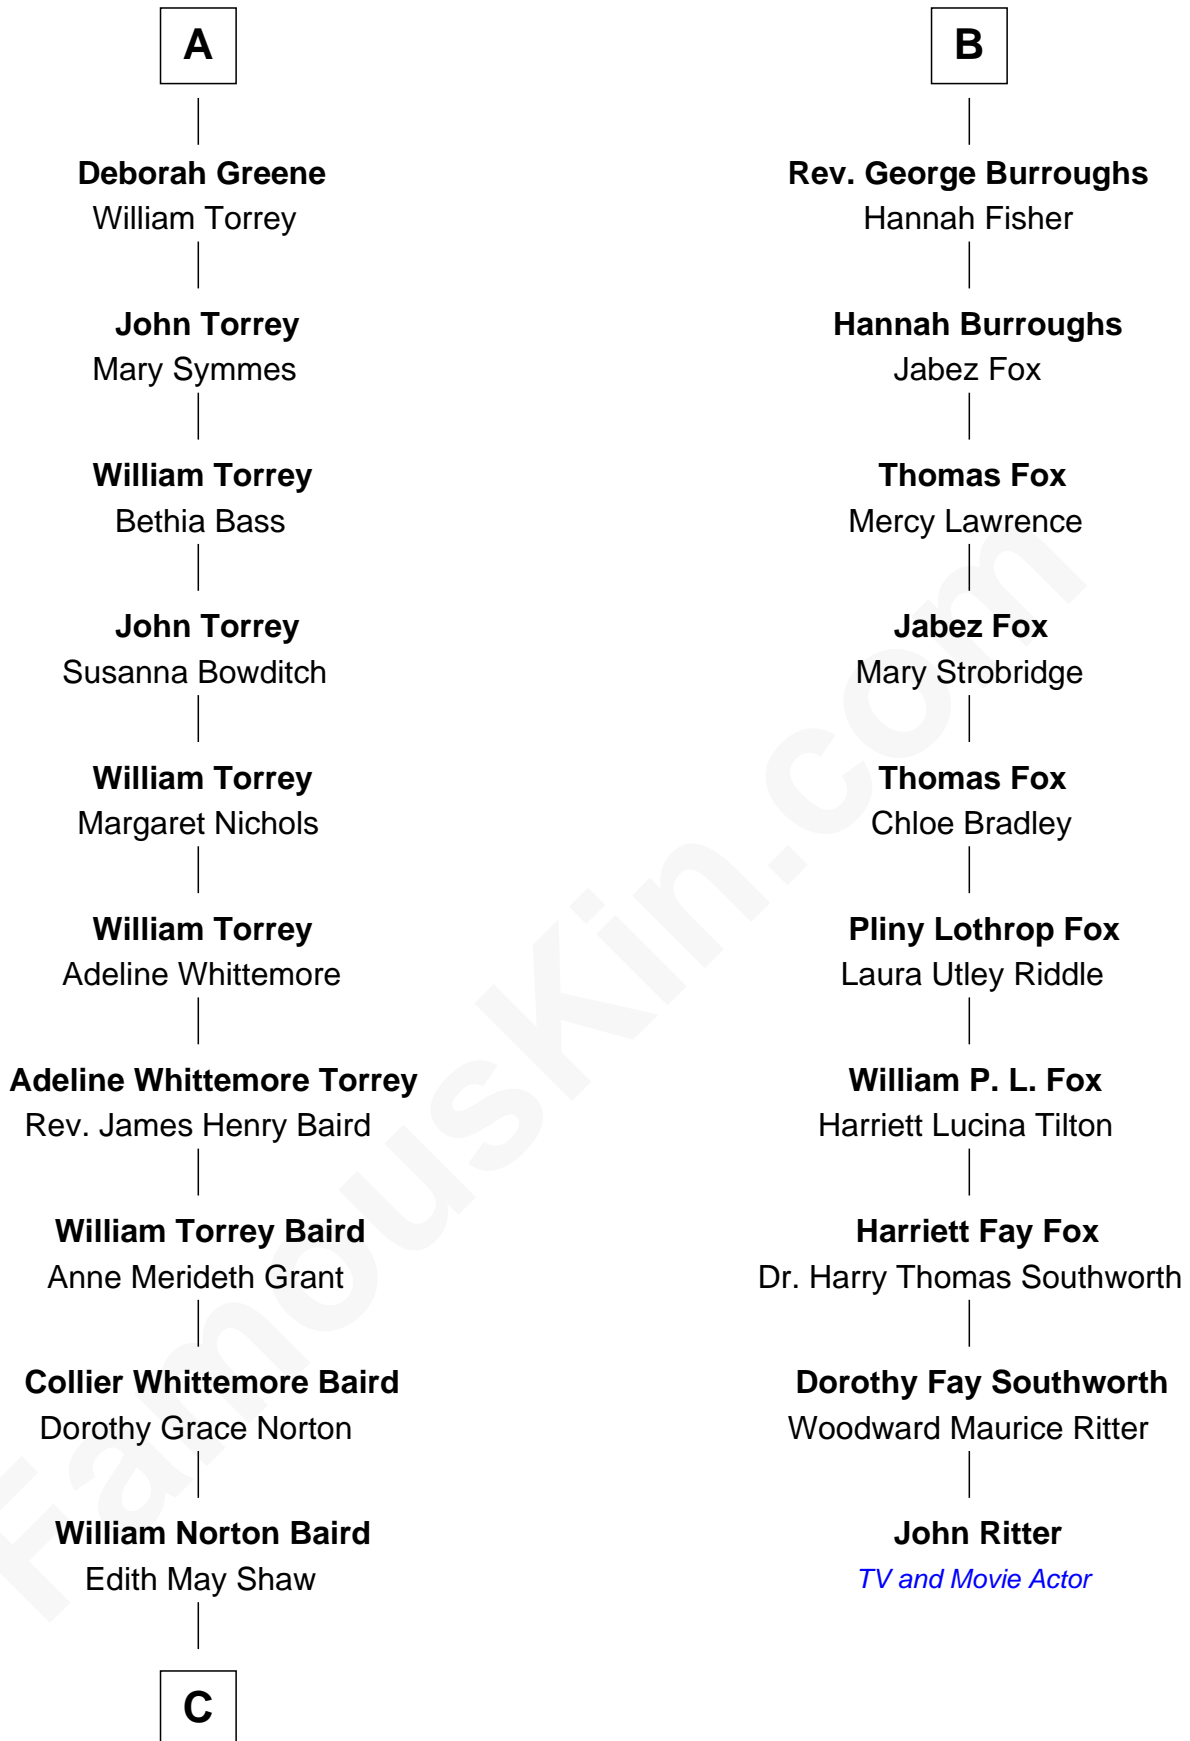 A
Deborah Greene
William Torrey
John Torrey
Mary Symmes
William Torrey
Bethia Bass
John Torrey
Susanna Bowditch
William Torrey
Margaret Nichols
William Torrey
Adeline Whittemore
Adeline Whittemore Torrey
Rev. James Henry Baird
William Torrey Baird
Anne Merideth Grant
Collier Whittemore Baird
Dorothy Grace Norton
William Norton Baird
Edith May Shaw
C
B
Rev. George Burroughs
Hannah Fisher
Hannah Burroughs
Jabez Fox
Thomas Fox
Mercy Lawrence
Jabez Fox
Mary Strobridge
Thomas Fox
Chloe Bradley
Pliny Lothrop Fox
Laura Utley Riddle
William P. L. Fox
Harriett Lucina Tilton
Harriett Fay Fox
Dr. Harry Thomas Southworth
Dorothy Fay Southworth
Woodward Maurice Ritter
John Ritter
TV and Movie Actor
FamousKin.com